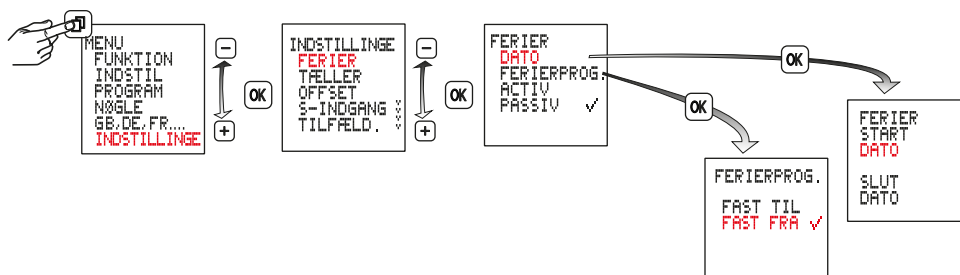 MENU
FUNKTION
INDSTIL
PROGRAM
NØGLE
GB,DE,FR....
INDSTILLINGE
−
OK
+
INDSTILLINGE
FERIER
TÆLLER
OFFSET
S-INDGANG
TILFÆLD.
−
OK
+
FERIER
DATO
FERIERPROG.
ACTIV
PASSIV ✓
OK
OK
FERIERPROG.
FAST TIL
FAST FRA ✓
FERIER
START
DATO
SLUT
DATO